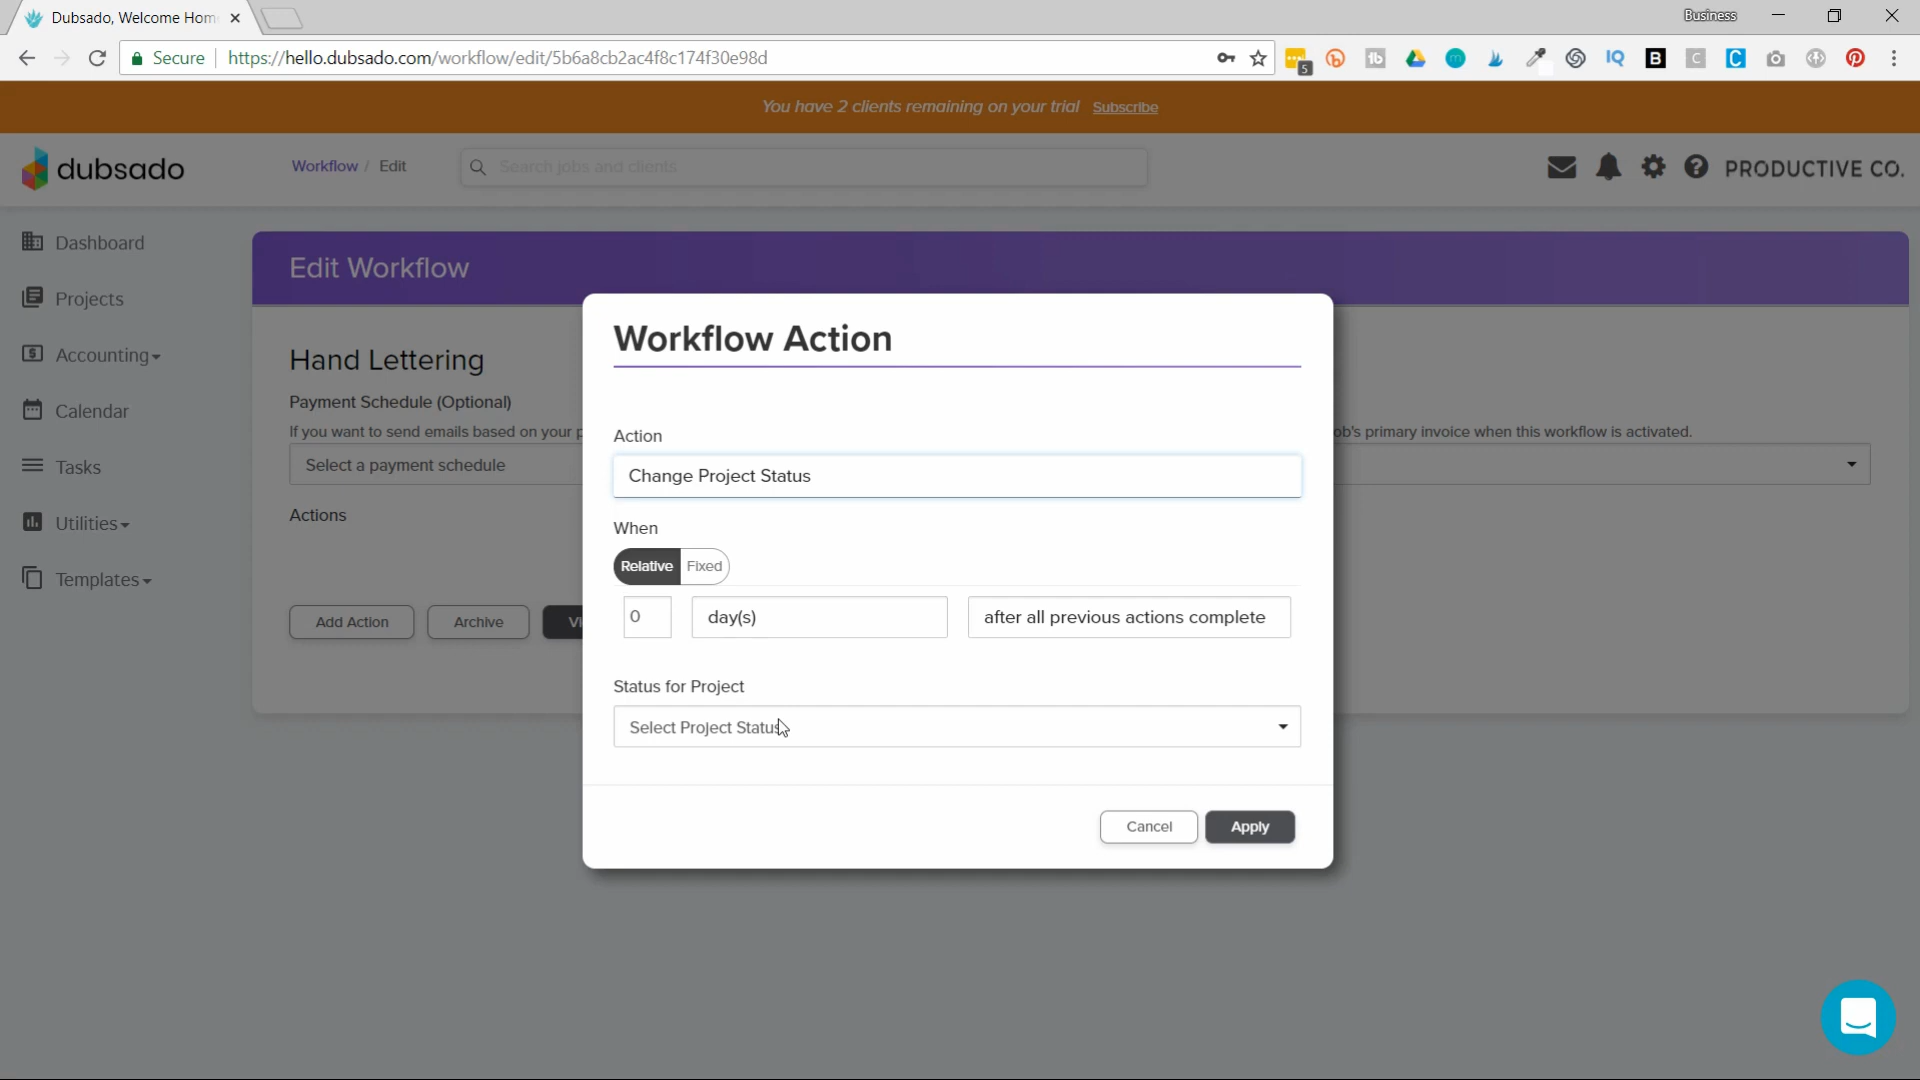 Dubsado, Welcome Hom
Business
Secure
https://hello.dubsado.com/workflow/edit/5b6a8cb2ac4f8c174f30e98d
5
You have 2 clients remaining on your trial Subscribe
dubsado
Workflow / Edit
Search jobs and clients
PRODUCTIVE CO.
Dashboard
Projects
Accounting
Calendar
Tasks
Utilities
Templates
Edit Workflow
Hand Lettering
Payment Schedule (Optional)
If you want to send emails based on your p
ob's primary invoice when this workflow is activated.
Select a payment schedule
Actions
Add Action
Archive
Workflow Action
Action
Change Project Status
When
Relative Fixed
0 day(s) after all previous actions complete
Status for Project
Select Project Status
Cancel
Apply